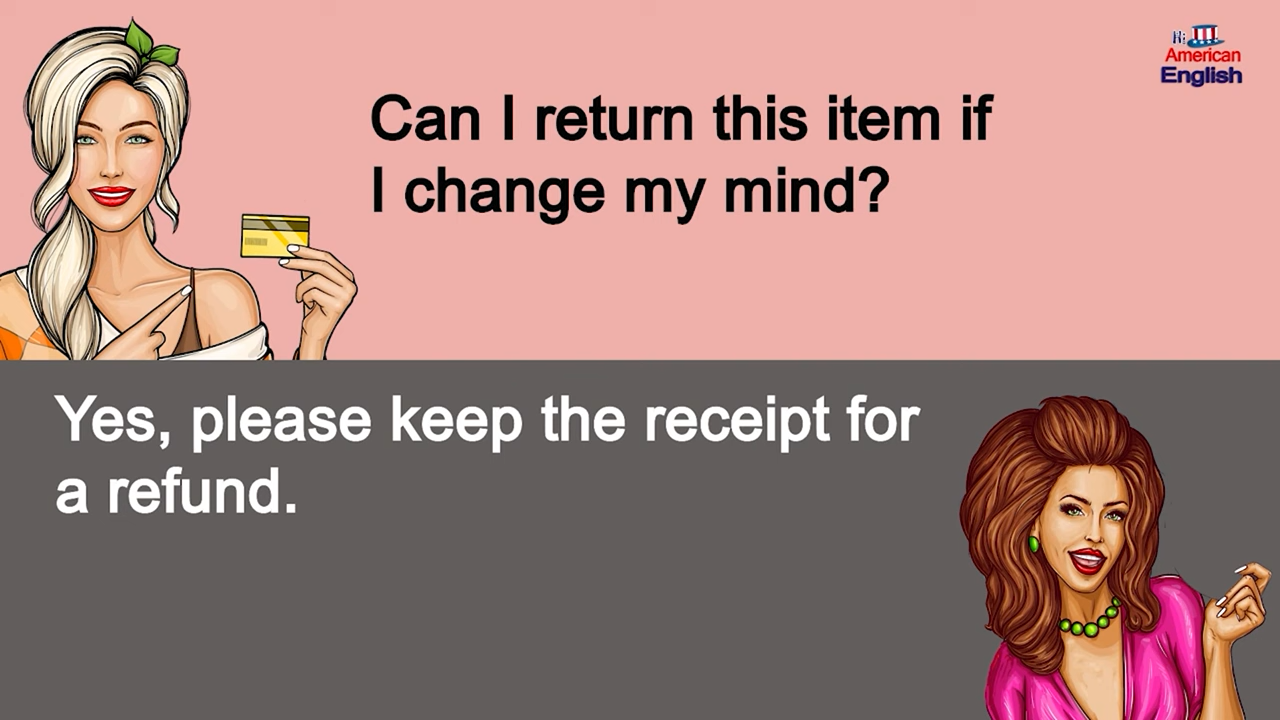 Hi
American
English
Can I return this item if
I change my mind?
Yes, please keep the receipt for
a refund.